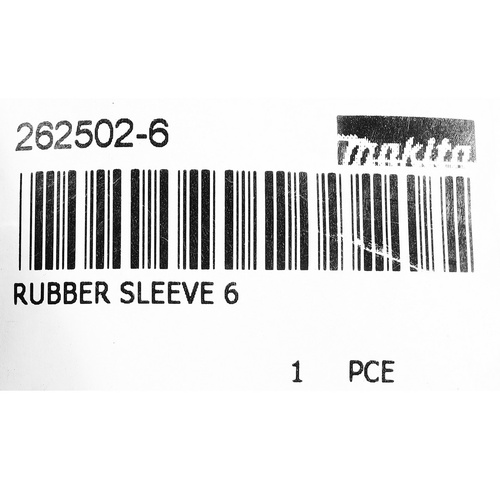 262502-6
makita
RUBBER SLEEVE 6
1 PCE